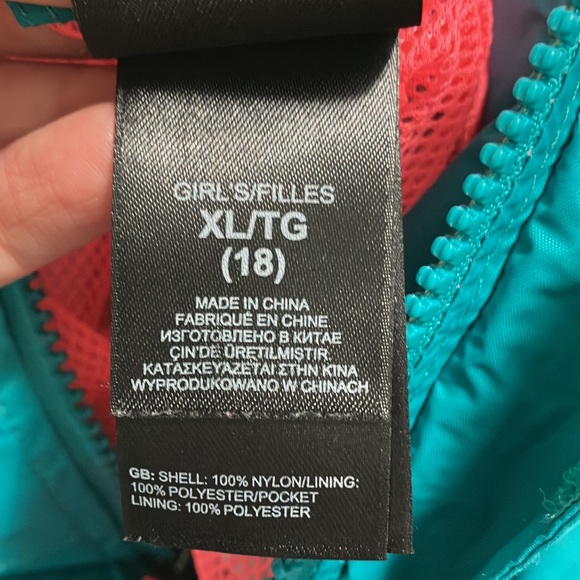 GIRL'S/FILLES
XL/TG
(18)
MADE IN CHINA
FABRIQUÉ EN CHINE
ИЗГОТОВЛЕНО В КИТАЕ
ÇIN'DE ÜRETILMISTIR
ΚΑΤΑΣΚΕΥΑΖΕΤΑΙ ΣΤΗΝ ΚΙΝΑ
WYPRODUKOWANO W CHINACH
GB: SHELL: 100% NYLON/LINING:
100% POLYESTER/POCKET
LINING: 100% POLYESTER